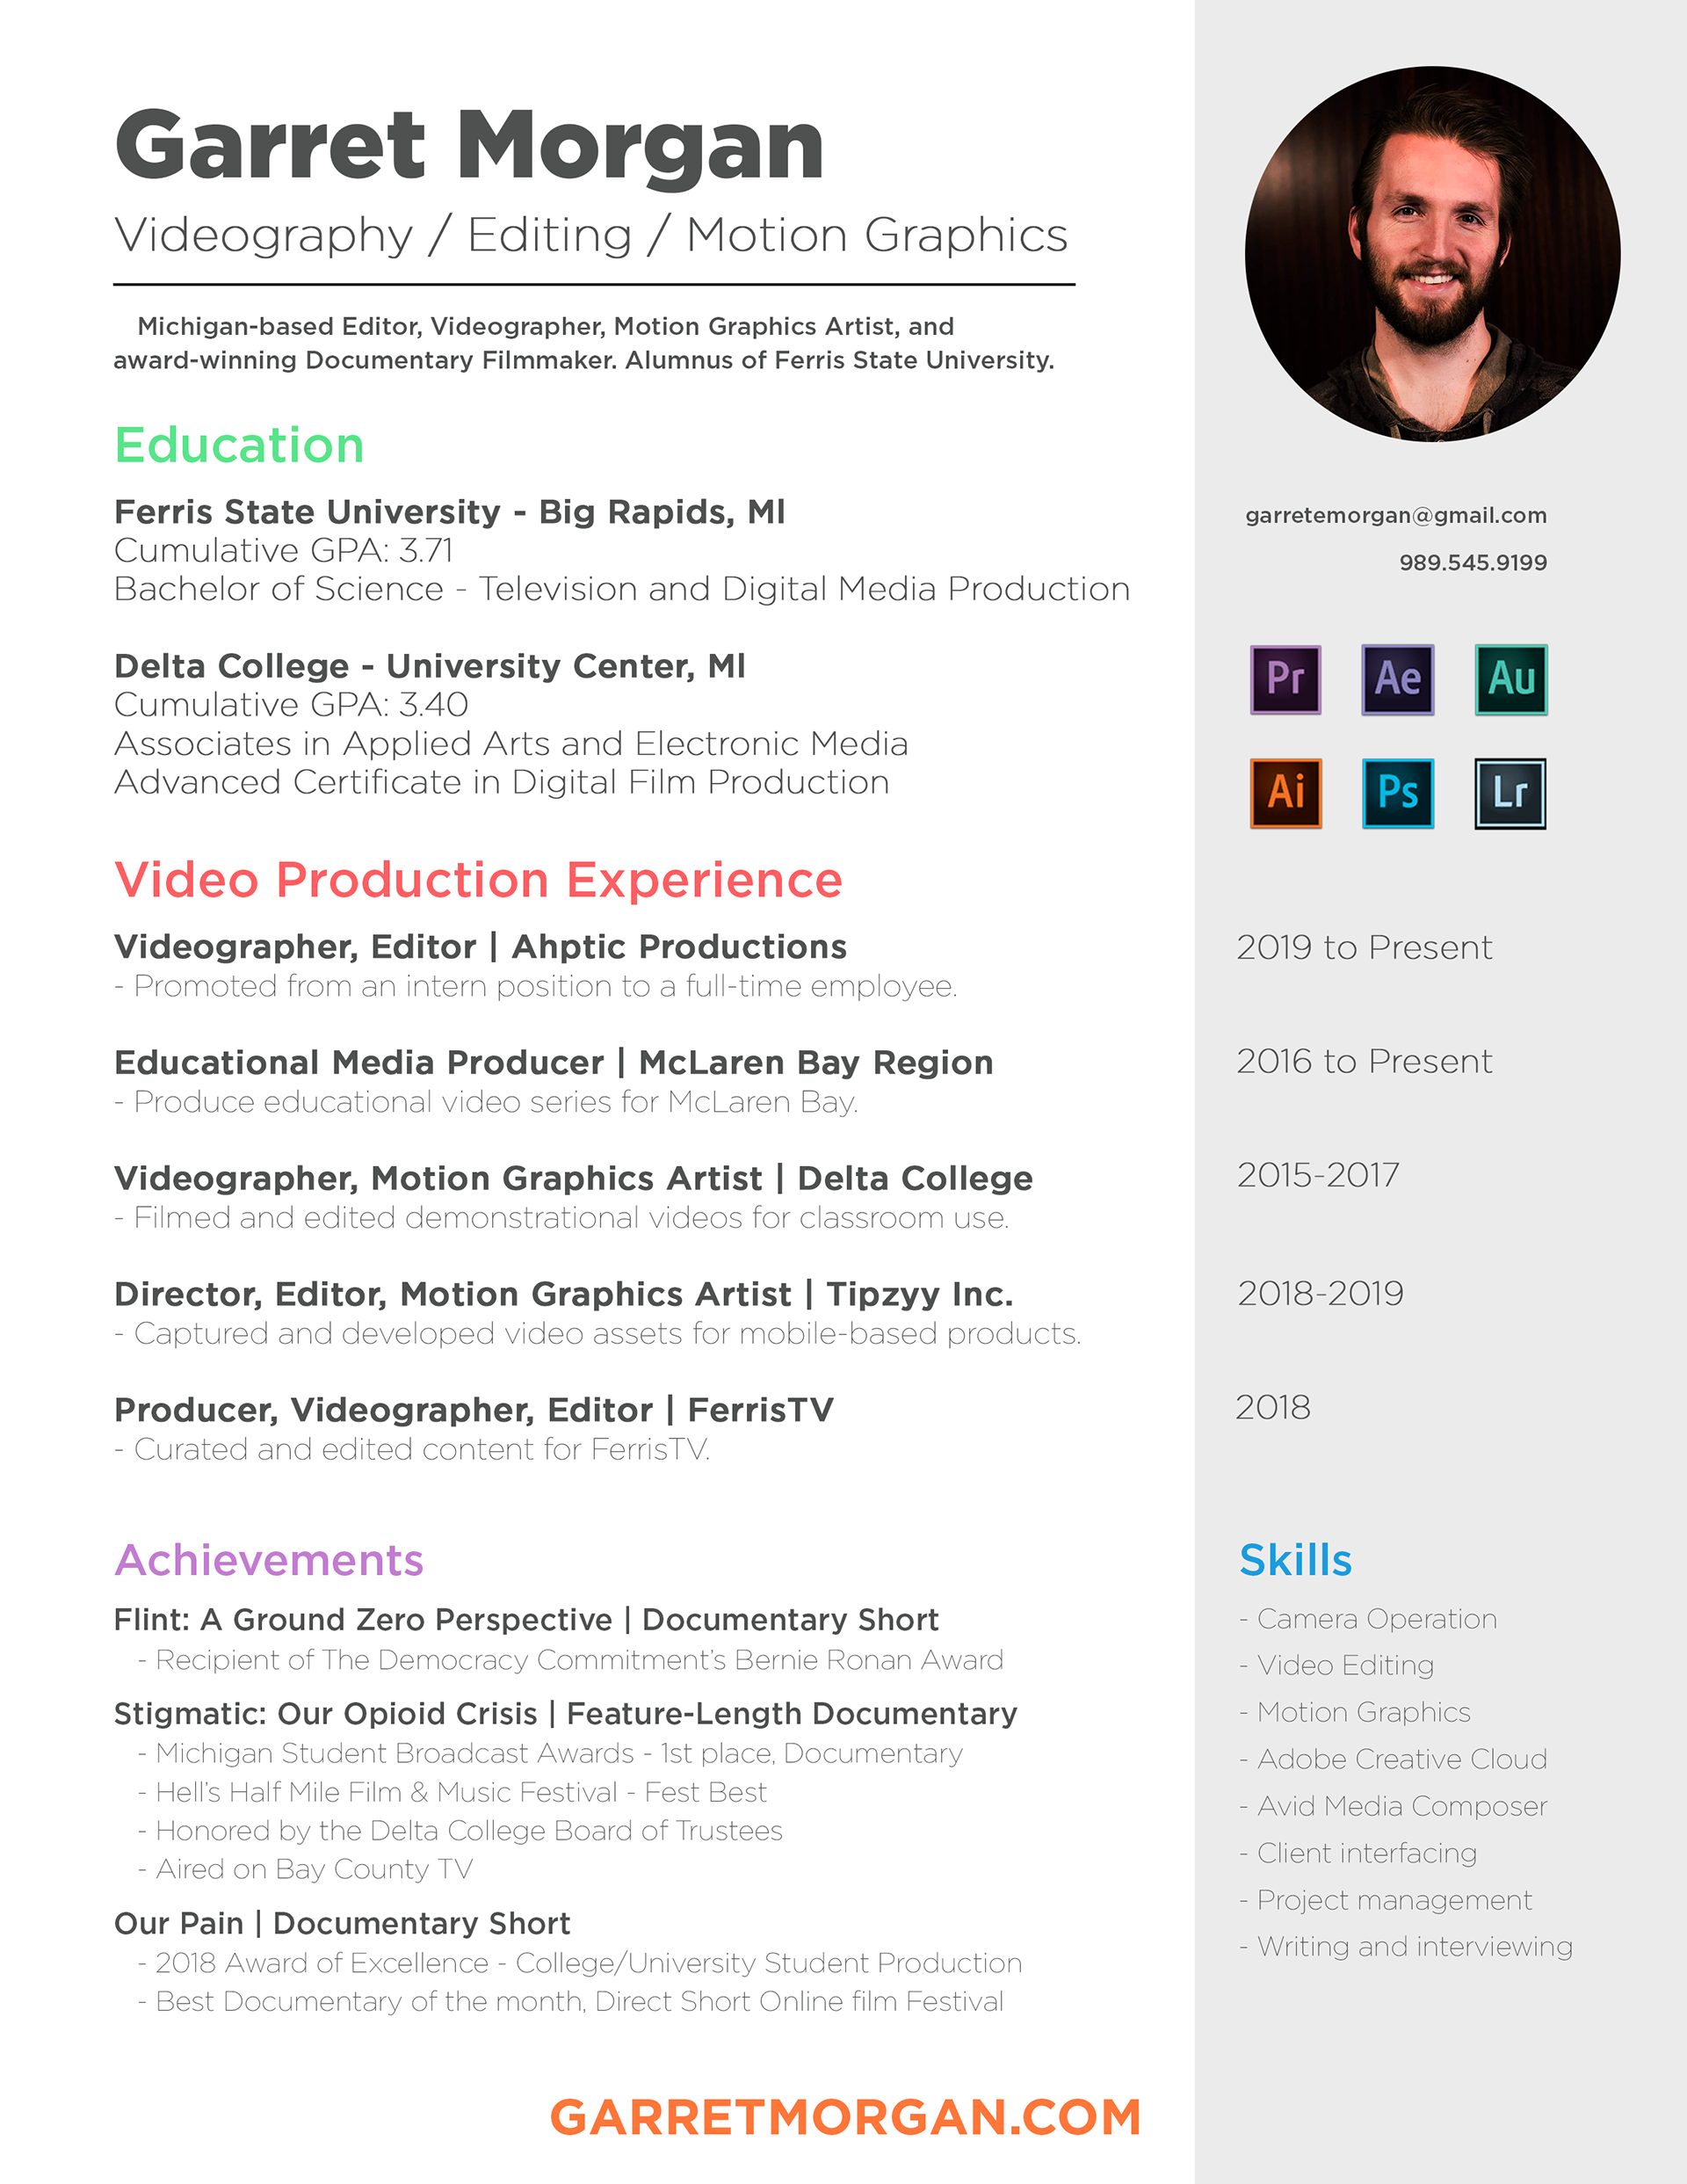 Garret Morgan
Videography / Editing / Motion Graphics
Michigan-based Editor, Videographer, Motion Graphics Artist, and
award-winning Documentary Filmmaker. Alumnus of Ferris State University.
garretemorgan@gmail.com
989.545.9199
Pr Ae Au
Ai Ps Lr
Education
Ferris State University - Big Rapids, MI
Cumulative GPA: 3.71
Bachelor of Science - Television and Digital Media Production
Delta College - University Center, MI
Cumulative GPA: 3.40
Associates in Applied Arts and Electronic Media
Advanced Certificate in Digital Film Production
Video Production Experience
Videographer, Editor | Ahptic Productions 2019 to Present
- Promoted from an intern position to a full-time employee.
Educational Media Producer | McLaren Bay Region 2016 to Present
- Produce educational video series for McLaren Bay.
Videographer, Motion Graphics Artist | Delta College 2015-2017
- Filmed and edited demonstrational videos for classroom use.
Director, Editor, Motion Graphics Artist | Tipzyy Inc. 2018-2019
- Captured and developed video assets for mobile-based products.
Producer, Videographer, Editor | FerrisTV 2018
- Curated and edited content for FerrisTV.
Achievements
Flint: A Ground Zero Perspective | Documentary Short
- Recipient of The Democracy Commitment's Bernie Ronan Award
Stigmatic: Our Opioid Crisis | Feature-Length Documentary
- Michigan Student Broadcast Awards - 1st place, Documentary
- Hell's Half Mile Film & Music Festival - Fest Best
- Honored by the Delta College Board of Trustees
- Aired on Bay County TV
Our Pain | Documentary Short
- 2018 Award of Excellence - College/University Student Production
- Best Documentary of the month, Direct Short Online film Festival
Skills
- Camera Operation
- Video Editing
- Motion Graphics
- Adobe Creative Cloud
- Avid Media Composer
- Client interfacing
- Project management
- Writing and interviewing
GARRETMORGAN.COM